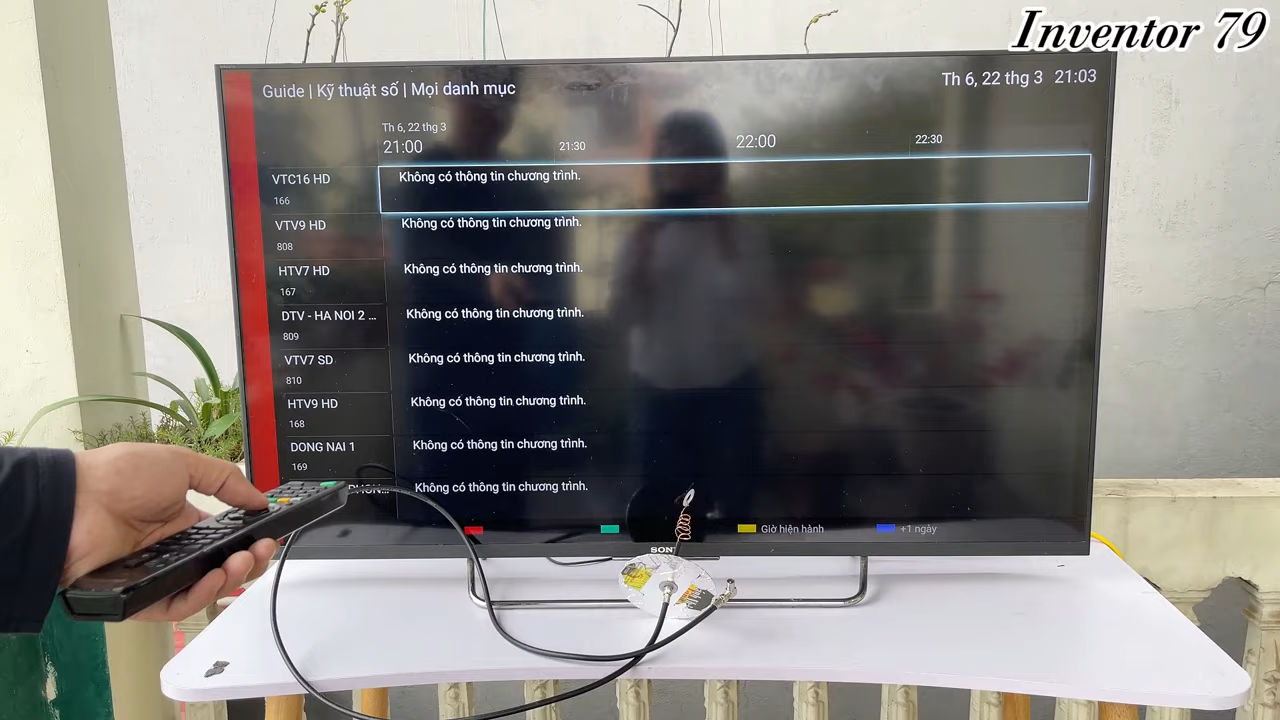 Inventor 79
Guide | Kỹ thuật số | Mọi danh mục
Th 6, 22 thg 3 21:03
Th 6, 22 thg 3
21:00 21:30 22:00 22:30
VTC16 HD Không có thông tin chương trình.
166
VTV9 HD Không có thông tin chương trình.
808
HTV7 HD Không có thông tin chương trình.
167
DTV - HA NOI 2 ... Không có thông tin chương trình.
809
VTV7 SD Không có thông tin chương trình.
810
HTV9 HD Không có thông tin chương trình.
168
DONG NAI 1 Không có thông tin chương trình.
169
Không có thông tin chương trình.
Giờ hiện hành +1 ngày
SONY